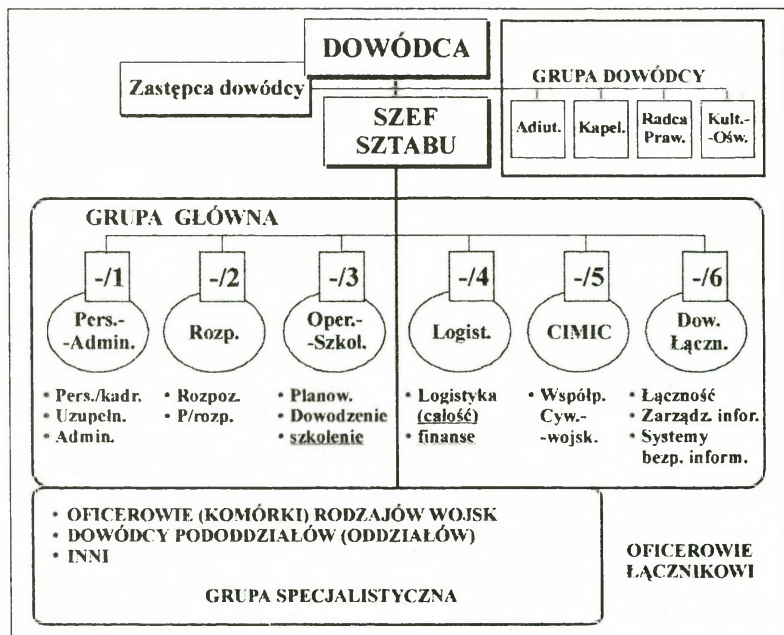 DOWÓDCA
Zastępca dowódcy
SZEF
SZTABU
GRUPA DOWÓDCY
Adiut.
Kapel.
Radca
Praw.
Kult.-
-Ośw.
GRUPA GŁÓWNA
-/1
Pers.-
-Admin.
• Pers./kadr.
• Uzupełn.
• Admin.
-/2
Rozp.
• Rozpoz.
• P/rozp.
-/3
Oper.-
-Szkol.
• Planow.
• Dowodzenie
• szkolenie
-/4
Logist.
• Logistyka
(całość)
• finanse
-/5
CIMIC
• Współp.
Cyw.-
-wojsk.
-/6
Dow.
Łączn.
• Łączność
• Zarządz. infor.
• Systemy
bezp. inform.
• OFICEROWIE (KOMÓRKI) RODZAJÓW WOJSK
• DOWÓDCY PODODDZIAŁÓW (ODDZIAŁÓW)
• INNI
GRUPA SPECJALISTYCZNA
OFICEROWIE
ŁĄCZNIKOWI